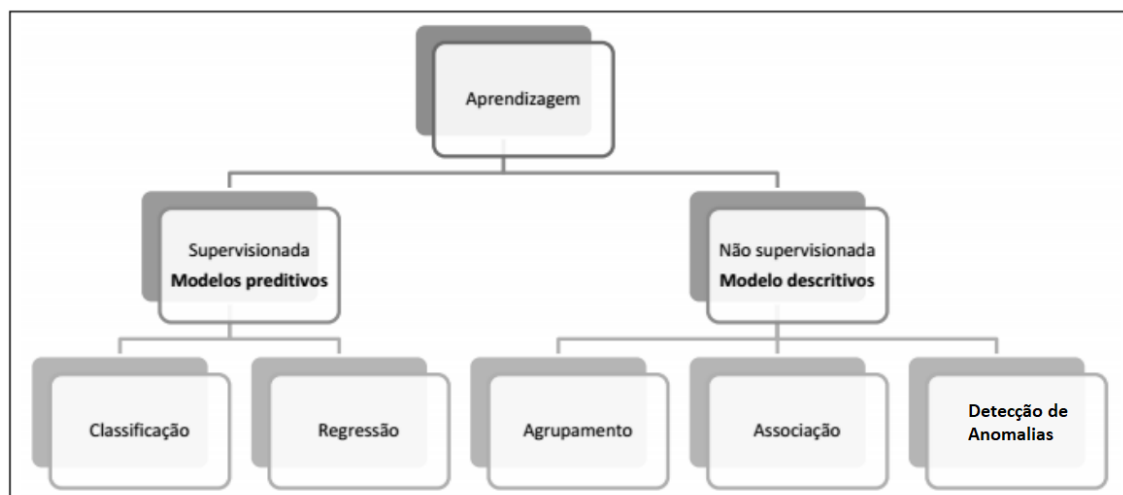 Aprendizagem
Supervisionada
Modelos preditivos
Não supervisionada
Modelo descritivos
Classificação
Regressão
Agrupamento
Associação
Detecção de
Anomalias